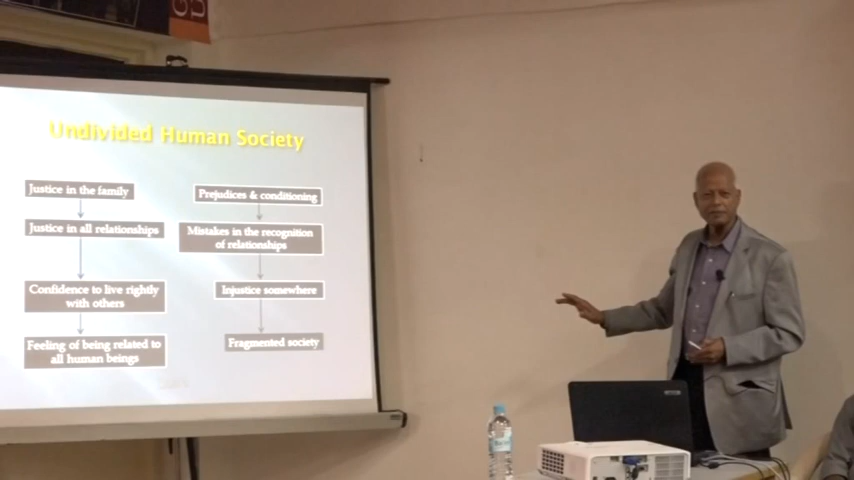 Undivided Human Society
Justice in the family
Justice in all relationships
Confidence to live rightly
with others
Feeling of being related to
all human beings
Prejudices & conditioning
Mistakes in the recognition
of relationships
Injustice somewhere
Fragmented society